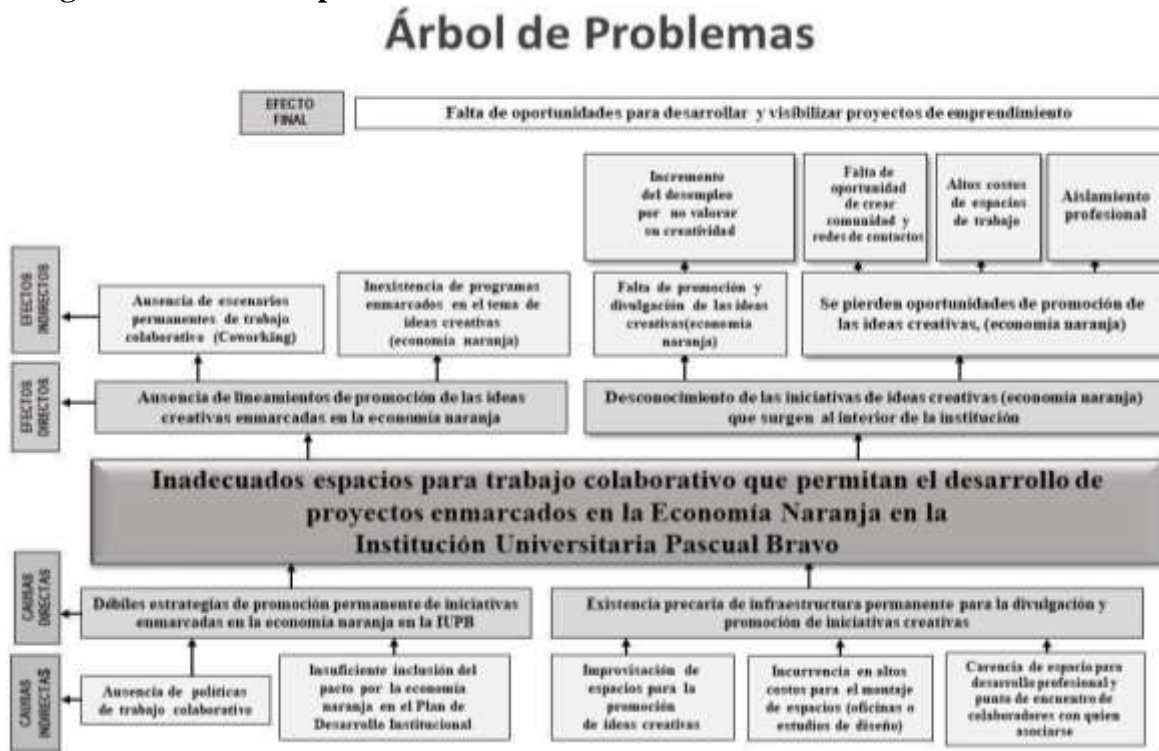 Árbol de Problemas
EFECTO
FINAL
Falta de oportunidades para desarrollar y visibilizar proyectos de emprendimiento
Incremento
del desempleo
por no valorar
su creatividad
Falta de
oportunidad
de crear
comunidad y
redes de contactos
Altos costos
de espacios
de trabajo
Aislamiento
profesional
EFECTOS
INDIRECTOS
Ausencia de escenarios
permanentes de trabajo
colaborativo (Coworking)
Inexistencia de programas
enmarcados en el tema de
ideas creativas
(economía naranja)
Falta de promoción y
divulgación de las ideas
creativas(economía
naranja)
Se pierden oportunidades de promoción de
las ideas creativas, (economía naranja)
EFECTOS
DIRECTOS
Ausencia de lineamientos de promoción de las ideas
creativas enmarcadas en la economía naranja
Desconocimiento de las iniciativas de ideas creativas (economía naranja)
que surgen al interior de la institución
Inadecuados espacios para trabajo colaborativo que permitan el desarrollo de
proyectos enmarcados en la Economía Naranja en la
Institución Universitaria Pascual Bravo
CAUSAS
DIRECTAS
Débiles estrategias de promoción permanente de iniciativas
enmarcadas en la economía naranja en la IUPB
Existencia precaria de infraestructura permanente para la divulgación y
promoción de iniciativas creativas
CAUSAS
INDIRECTAS
Ausencia de políticas
de trabajo colaborativo
Insuficiente inclusión del
pacto por la economía
naranja en el Plan de
Desarrollo Institucional
Improvisación de
espacios para la
promoción
de ideas creativas
Incurrencia en altos
costos para el montaje
de espacios (oficinas o
estudios de diseño)
Carencia de espacio para
desarrollo profesional y
punto de encuentro de
colaboradores con quien
asociarse